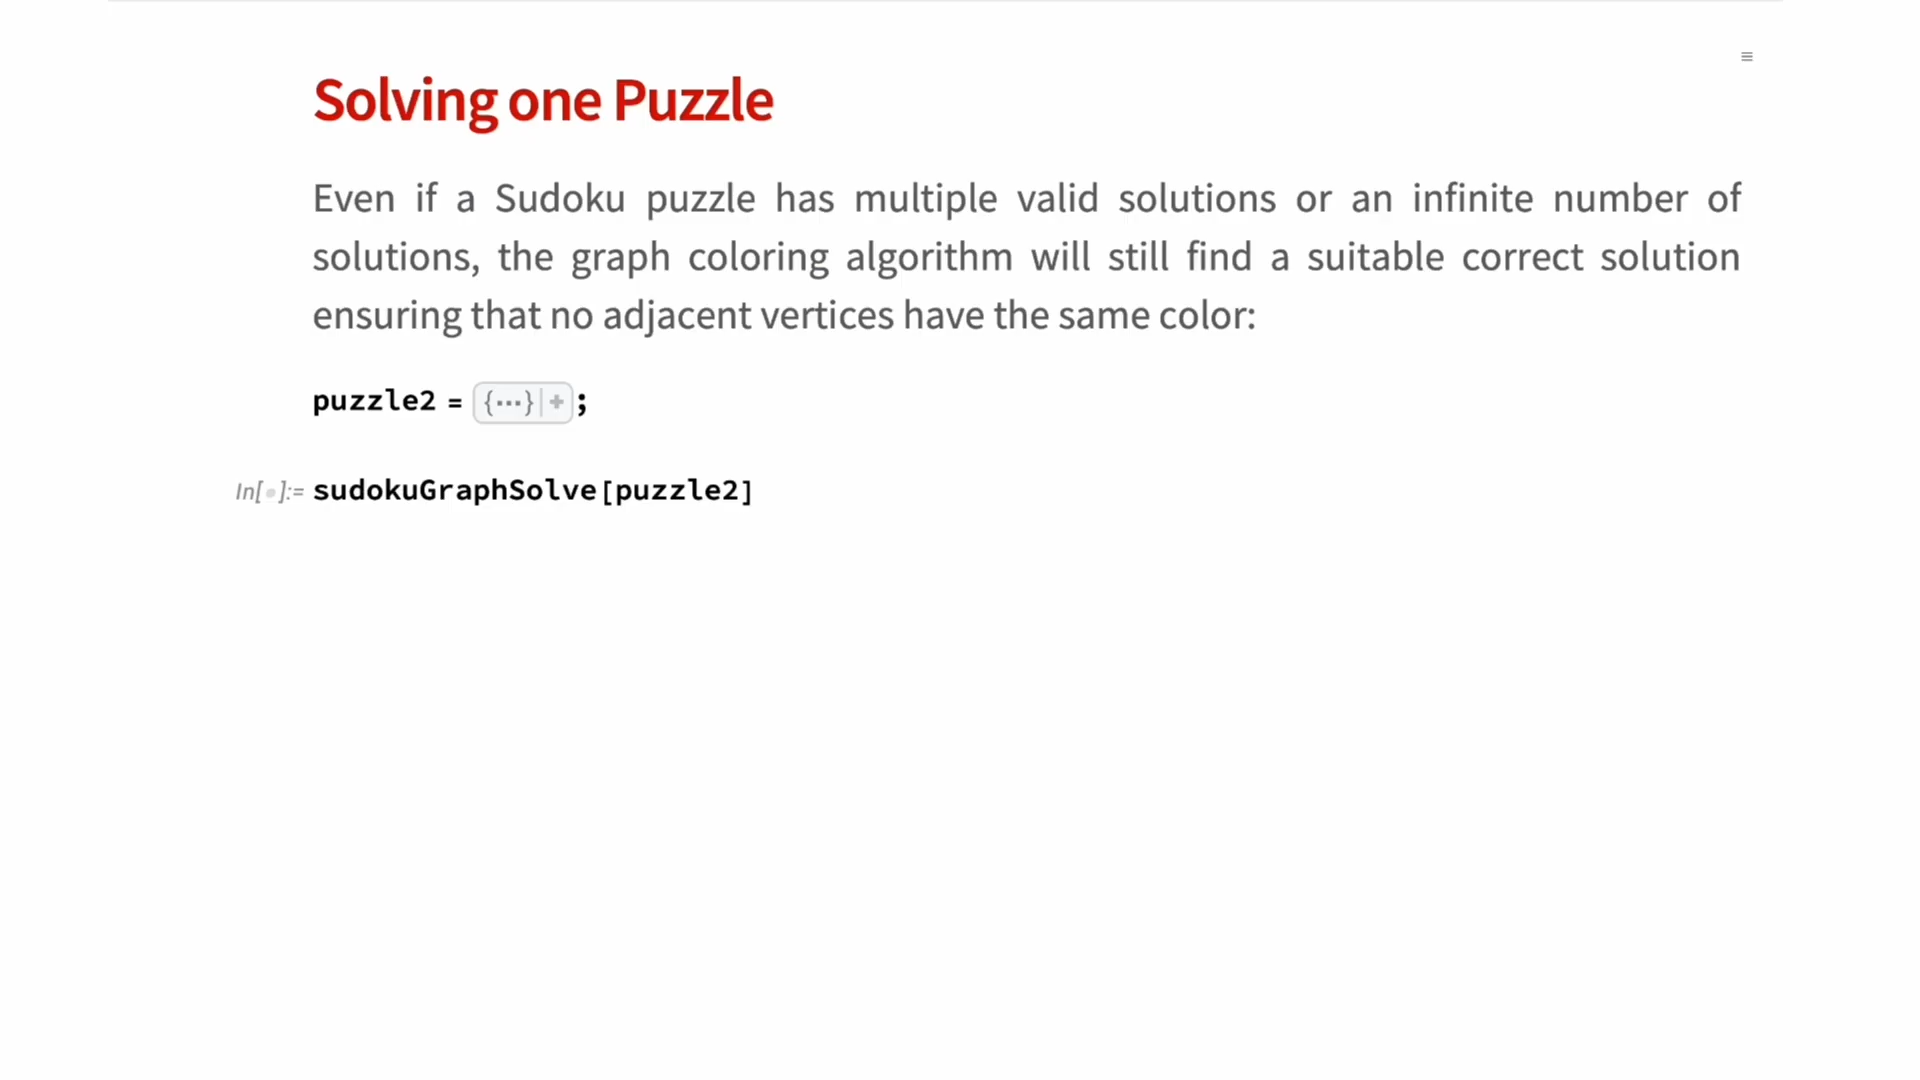 Solving one Puzzle
Even if a Sudoku puzzle has multiple valid solutions or an infinite number of
solutions, the graph coloring algorithm will still find a suitable correct solution
ensuring that no adjacent vertices have the same color:
puzzle2 = {⋯} + ;
In[•]:= sudokuGraphSolve[puzzle2]